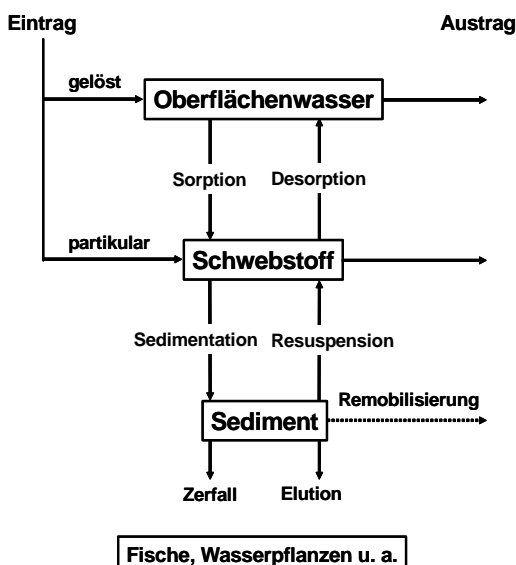 Eintrag
Austrag
gelöst
Oberflächenwasser
Sorption
Desorption
partikular
Schwebstoff
Sedimentation
Resuspension
Remobilisierung
Sediment
Zerfall
Elution
Fische, Wasserpflanzen u. a.